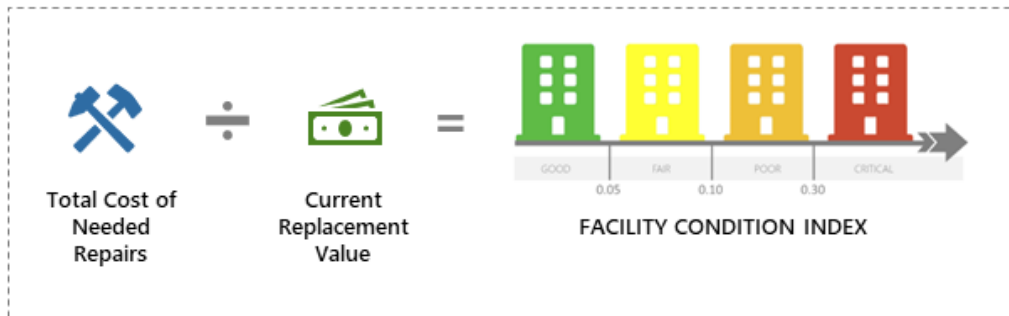 Total Cost of
Needed
Repairs
÷
Current
Replacement
Value
=
GOOD
FAIR
POOR
CRITICAL
0.05
0.10
0.30
FACILITY CONDITION INDEX